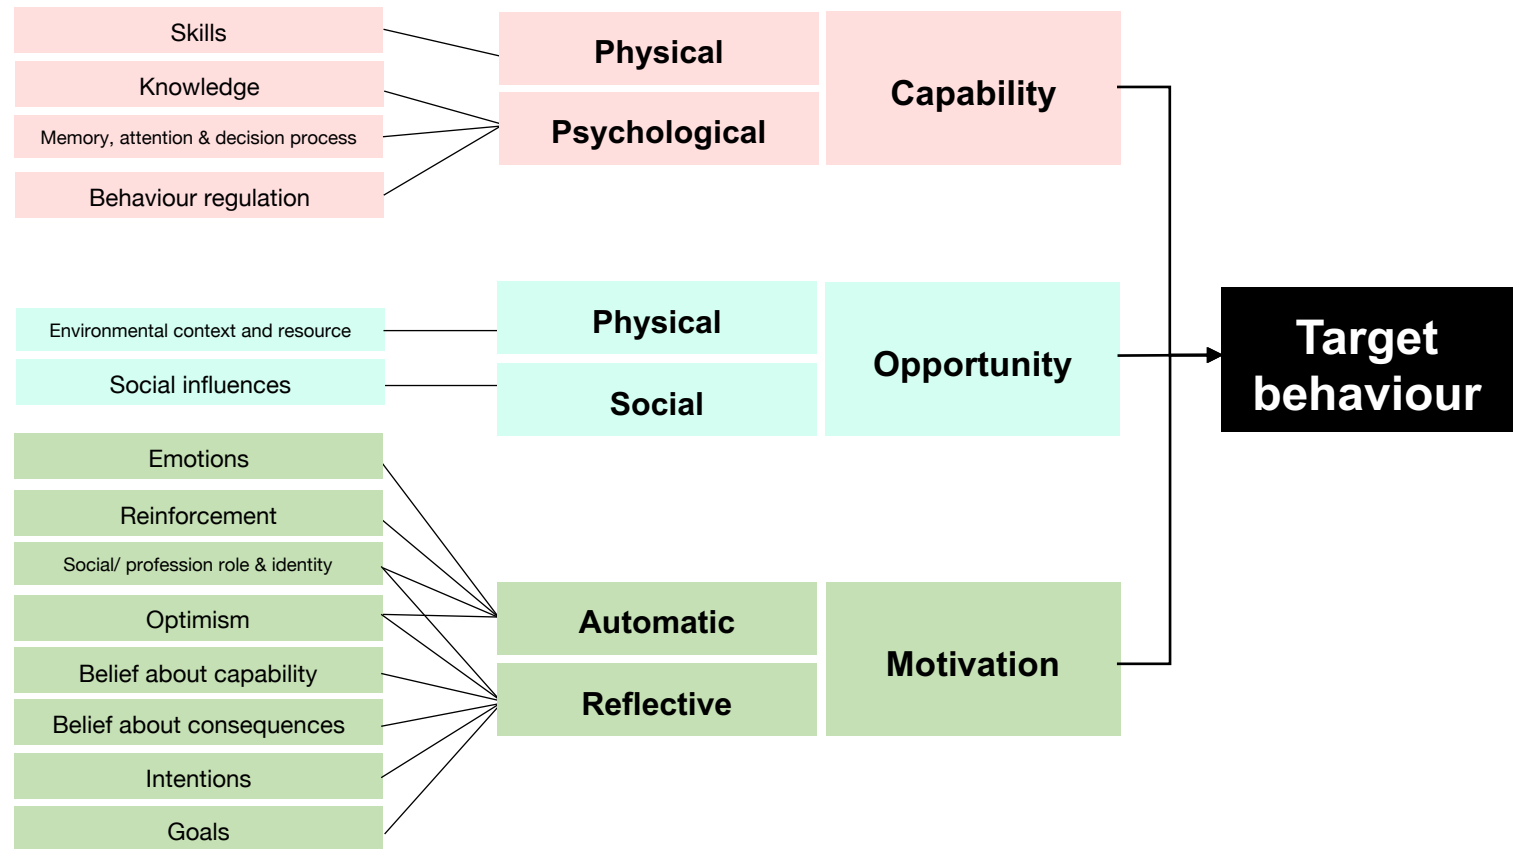 Skills
Knowledge
Memory, attention & decision process
Behaviour regulation
Physical
Psychological
Capability
Environmental context and resource
Social influences
Physical
Social
Opportunity
Target
behaviour
Emotions
Reinforcement
Social/ profession role & identity
Optimism
Belief about capability
Belief about consequences
Intentions
Goals
Automatic
Reflective
Motivation